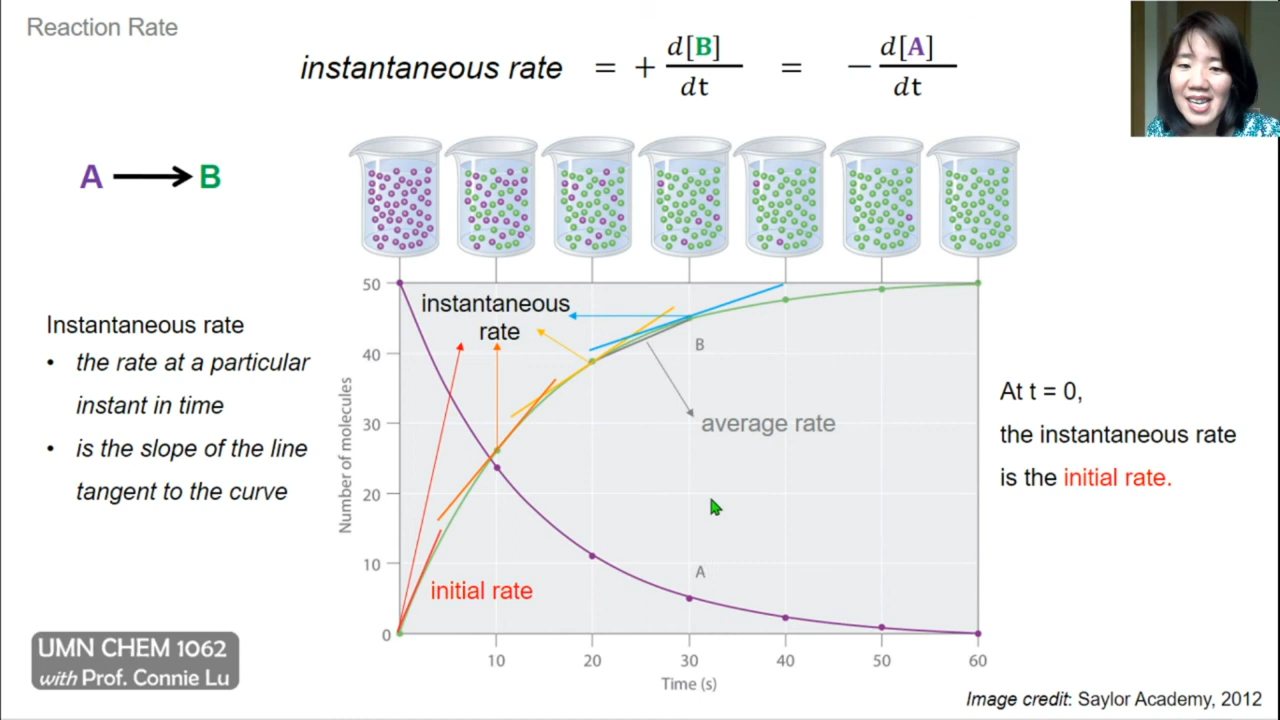 Reaction Rate
instantaneous rate = + d[B]/dt = − d[A]/dt
A → B
Instantaneous rate
• the rate at a particular
instant in time
• is the slope of the line
tangent to the curve
50
40
30
20
10
0
Number of molecules
instantaneous
rate
B
average rate
A
initial rate
10 20 30 40 50 60
Time (s)
At t = 0,
the instantaneous rate
is the initial rate.
UMN CHEM 1062
with Prof. Connie Lu
Image credit: Saylor Academy, 2012